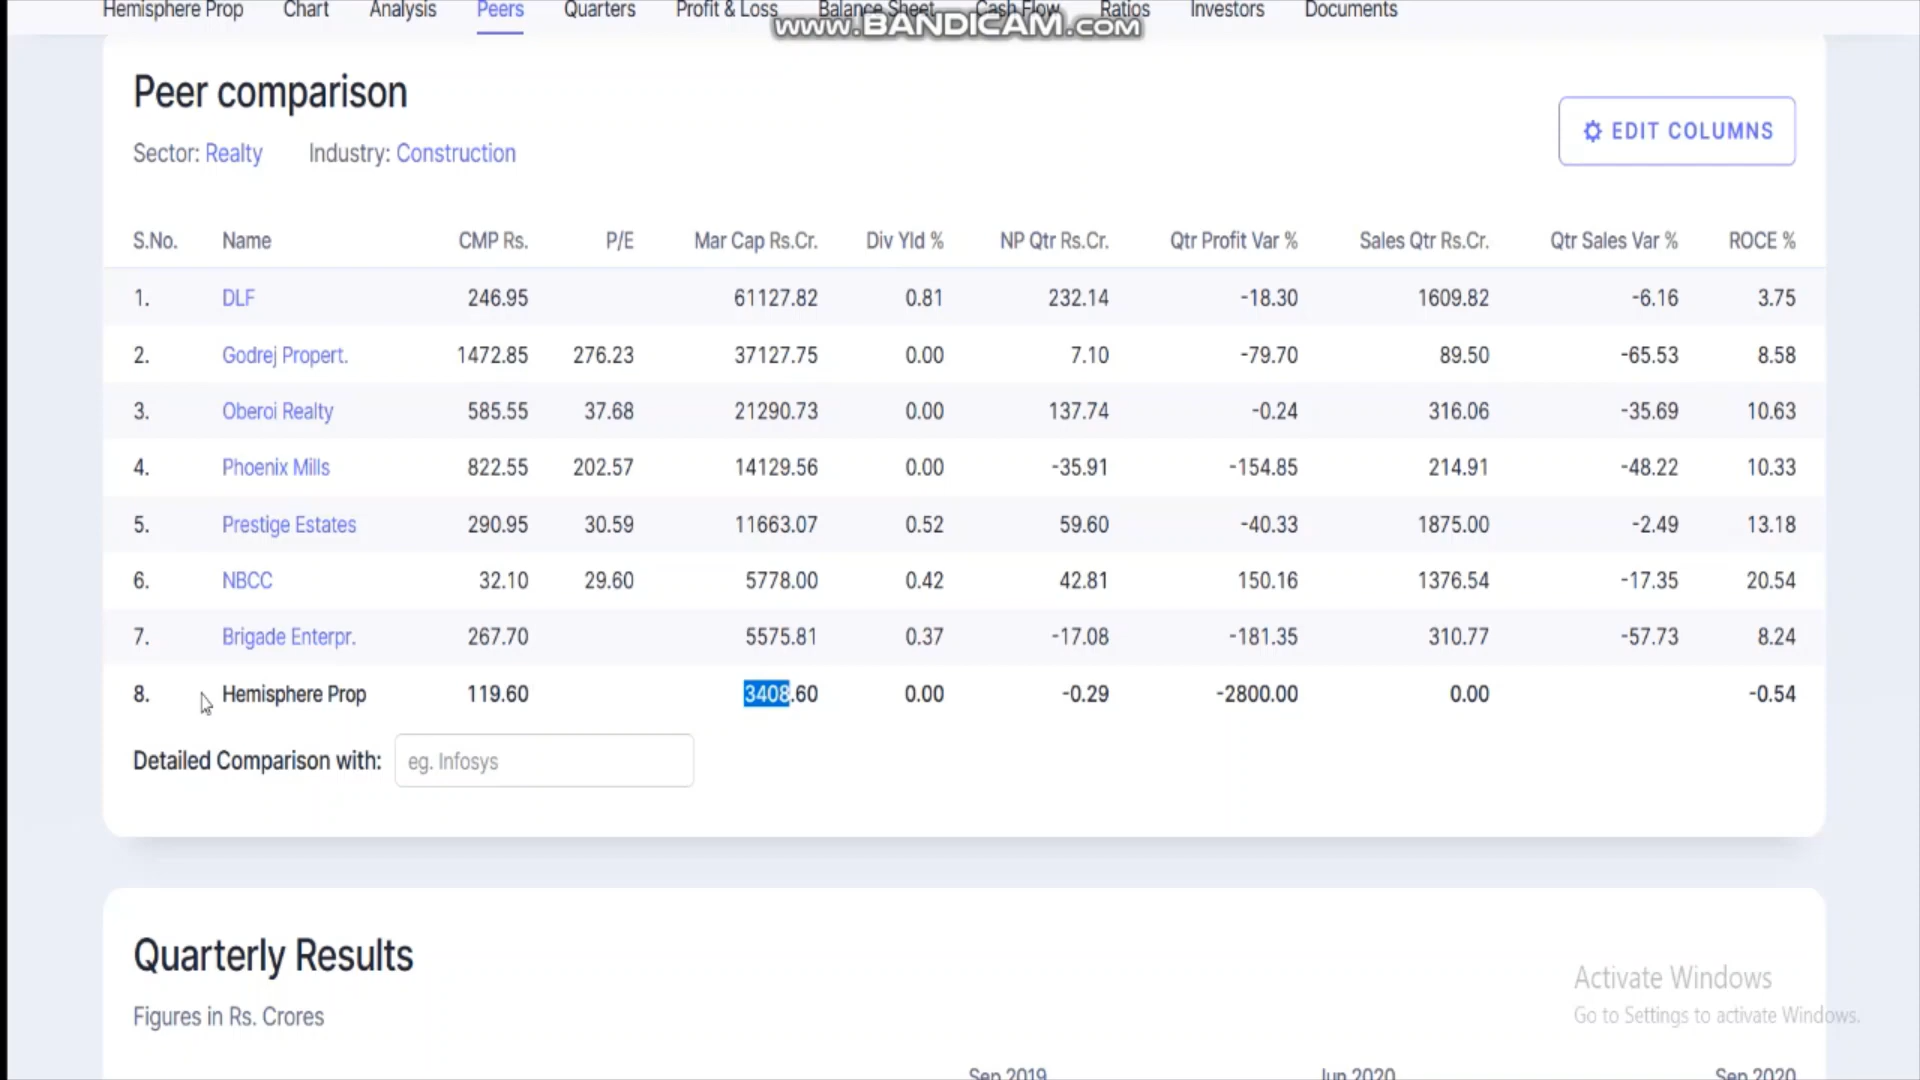 Hemisphere Prop Chart Analysis Peers Quarters Profit & Loss Balance Sheet Cash Flow Ratios Investors Documents
www.BANDICAM.com
Peer comparison
EDIT COLUMNS
Sector: Realty Industry: Construction
S.No. Name CMP Rs. P/E Mar Cap Rs.Cr. Div Yld % NP Qtr Rs.Cr. Qtr Profit Var % Sales Qtr Rs.Cr. Qtr Sales Var % ROCE %
1. DLF 246.95 61127.82 0.81 232.14 -18.30 1609.82 -6.16 3.75
2. Godrej Propert. 1472.85 276.23 37127.75 0.00 7.10 -79.70 89.50 -65.53 8.58
3. Oberoi Realty 585.55 37.68 21290.73 0.00 137.74 -0.24 316.06 -35.69 10.63
4. Phoenix Mills 822.55 202.57 14129.56 0.00 -35.91 -154.85 214.91 -48.22 10.33
5. Prestige Estates 290.95 30.59 11663.07 0.52 59.60 -40.33 1875.00 -2.49 13.18
6. NBCC 32.10 29.60 5778.00 0.42 42.81 150.16 1376.54 -17.35 20.54
7. Brigade Enterpr. 267.70 5575.81 0.37 -17.08 -181.35 310.77 -57.73 8.24
8. Hemisphere Prop 119.60 3408.60 0.00 -0.29 -2800.00 0.00 -0.54
Detailed Comparison with: eg. Infosys
Quarterly Results
Figures in Rs. Crores
Activate Windows
Go to Settings to activate Windows.
Sep 2019 Jun 2020 Sep 2020